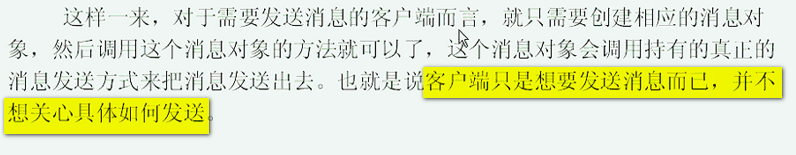 这样一来，对于需要发送消息的客户端而言，就只需要创建相应的消息对
象，然后调用这个消息对象的方法就可以了，这个消息对象会调用持有的真正的
消息发送方式来把消息发送出去。也就是说客户端只是想要发送消息而已，并不
想关心具体如何发送。